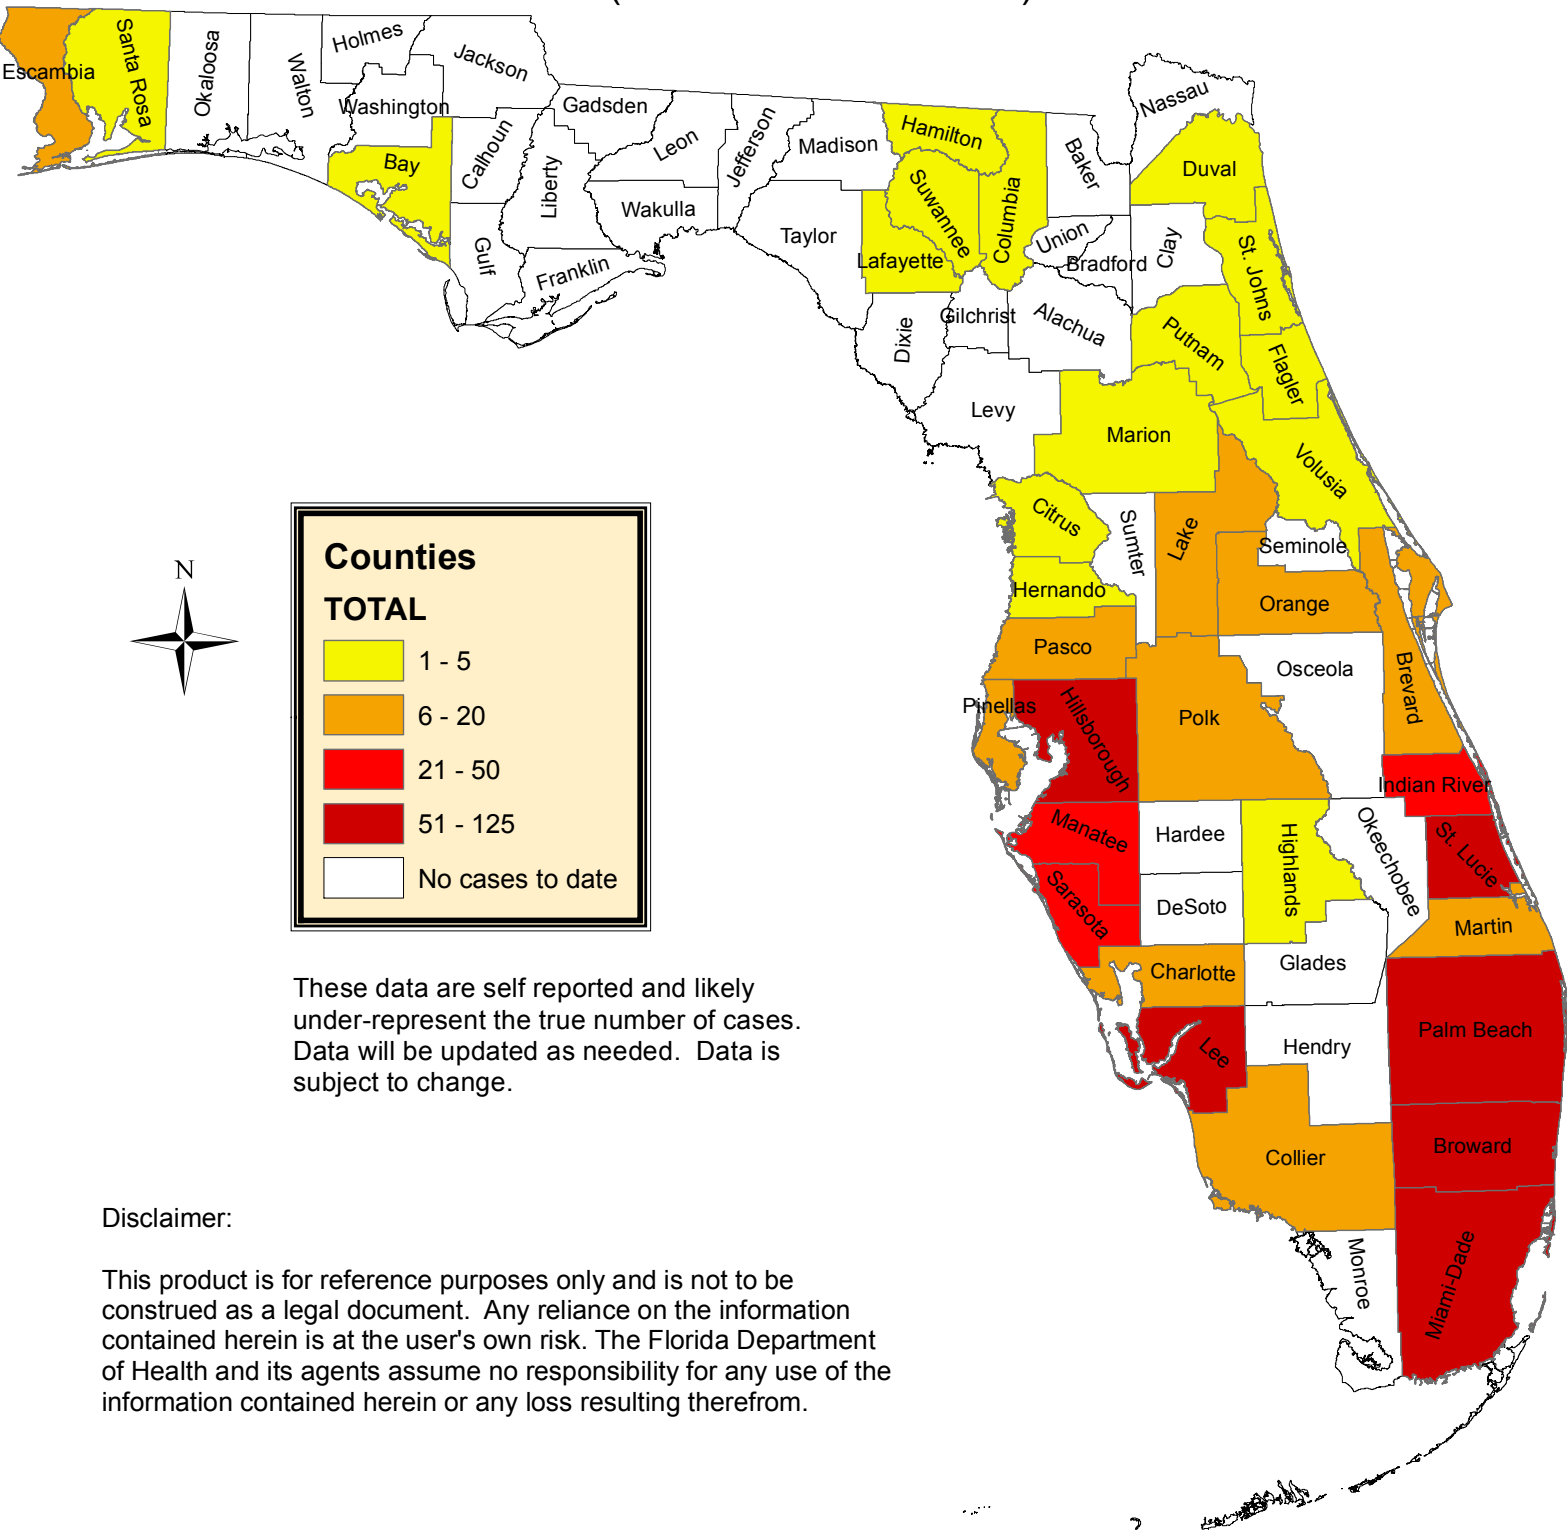 Escambia
Santa Rosa
Okaloosa
Walton
Holmes
Washington
Jackson
Bay
Calhoun
Gulf
Liberty
Gadsden
Franklin
Leon
Wakulla
Jefferson
Madison
Taylor
Hamilton
Suwannee
Lafayette
Columbia
Baker
Nassau
Duval
Union
Bradford
Clay
St. Johns
Dixie
Gilchrist
Alachua
Putnam
Flagler
Levy
Marion
Volusia
Citrus
Sumter
Lake
Seminole
Hernando
Orange
Pasco
Osceola
Brevard
Pinellas
Hillsborough
Polk
Indian River
Manatee
Hardee
Highlands
Okeechobee
St. Lucie
Sarasota
DeSoto
Martin
Charlotte
Glades
Lee
Hendry
Palm Beach
Collier
Broward
Monroe
Miami-Dade
N
Counties
TOTAL
1 - 5
6 - 20
21 - 50
51 - 125
No cases to date
These data are self reported and likely
under-represent the true number of cases.
Data will be updated as needed.  Data is
subject to change.
Disclaimer:
This product is for reference purposes only and is not to be
construed as a legal document.  Any reliance on the information
contained herein is at the user's own risk. The Florida Department
of Health and its agents assume no responsibility for any use of the
information contained herein or any loss resulting therefrom.